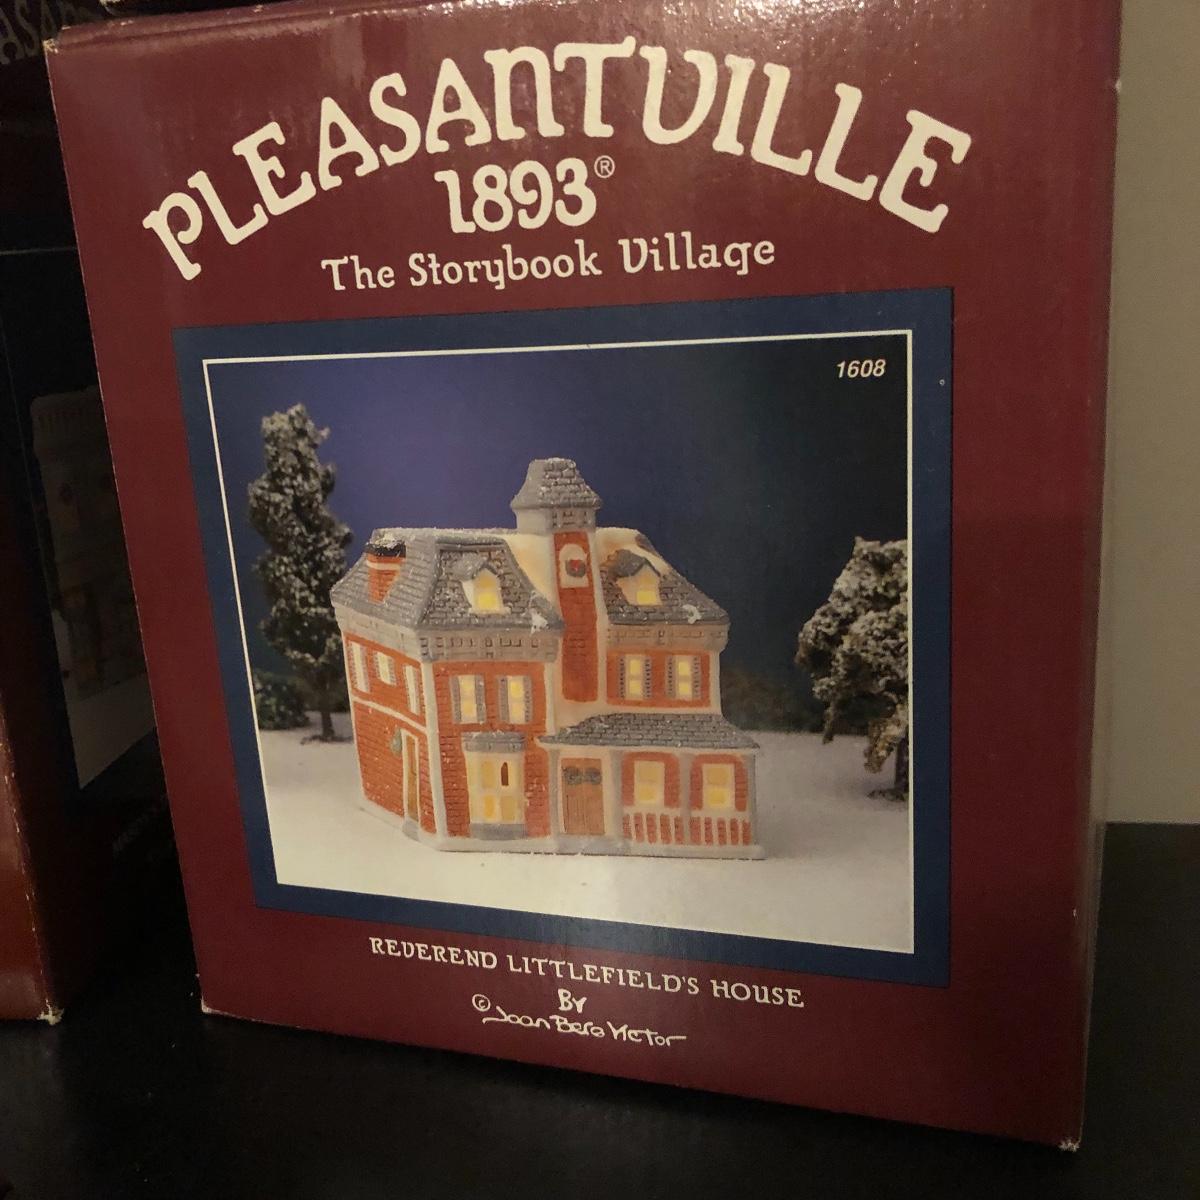 PLEASANTVILLE
1893®
The Storybook Village
1608
REVEREND LITTLEFIELD'S HOUSE
BY
© Joan Berg Victor